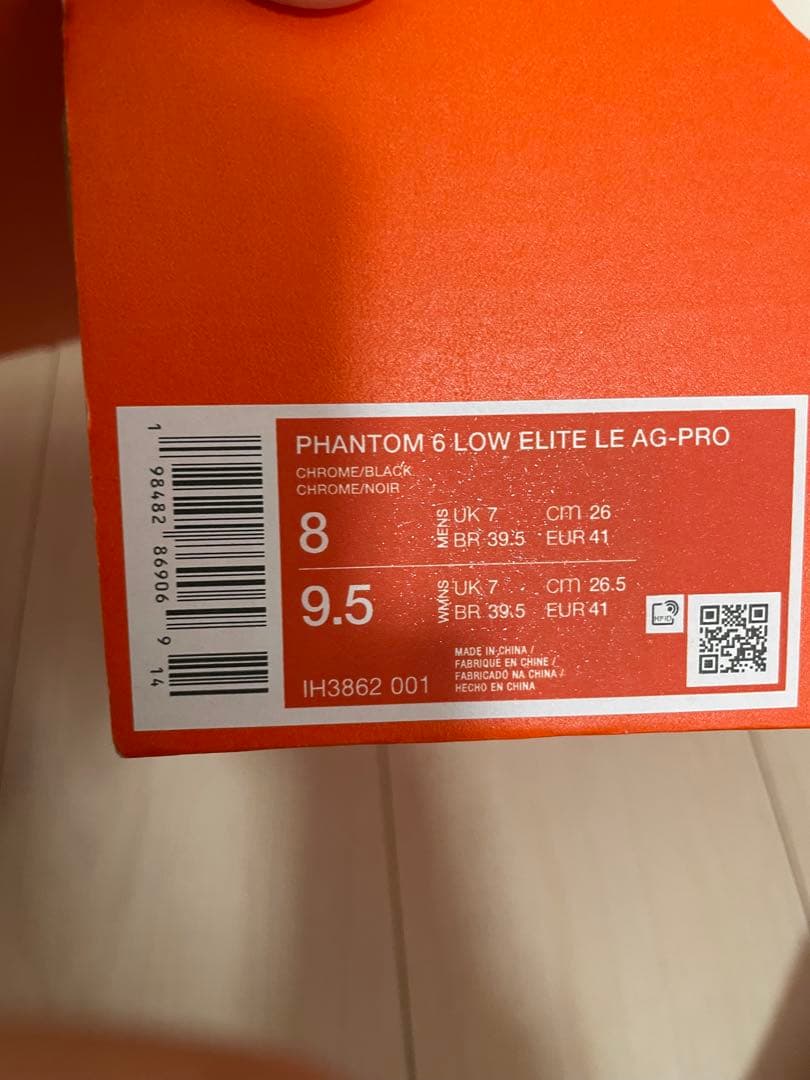 PHANTOM 6 LOW ELITE LE AG-PRO
CHROME/BLACK
CHROME/NOIR
8 MENS UK 7 cm 26
BR 39.5 EUR 41
9.5 WMNS UK 7 cm 26.5
BR 39.5 EUR 41
RFID
IH3862 001
MADE IN CHINA /
FABRIQUE EN CHINE /
FABRICADO NA CHINA /
HECHO EN CHINA
1 98482 86906 9 14